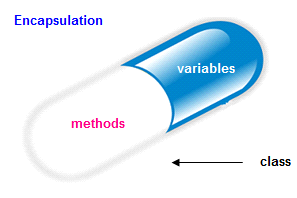 Encapsulation
variables
methods
class